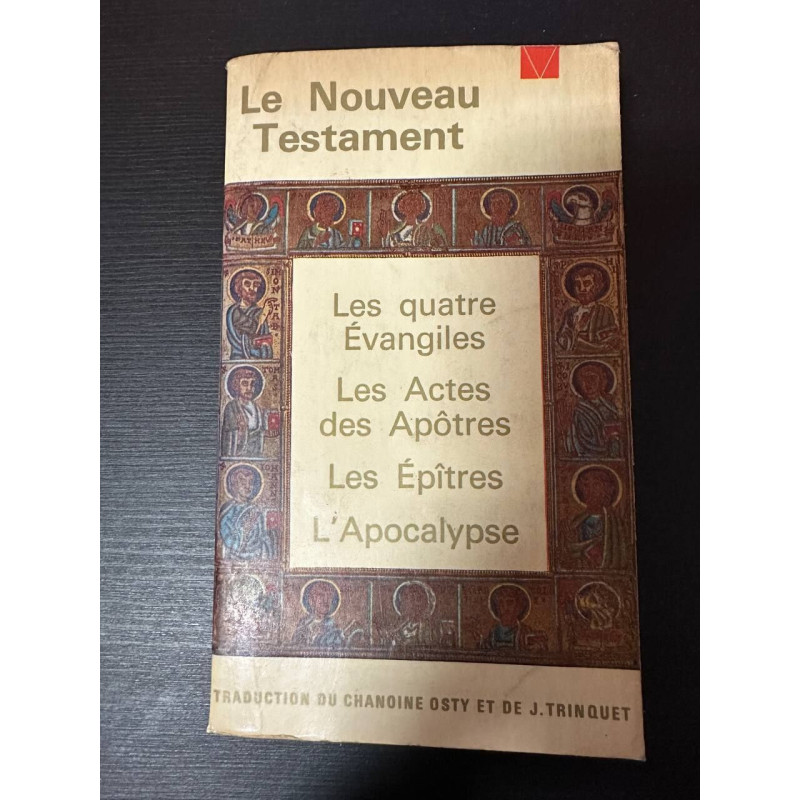 Le Nouveau
Testament
Les quatre
Évangiles
Les Actes
des Apôtres
Les Épîtres
L'Apocalypse
TRADUCTION DU CHANOINE OSTY ET DE J. TRINQUET